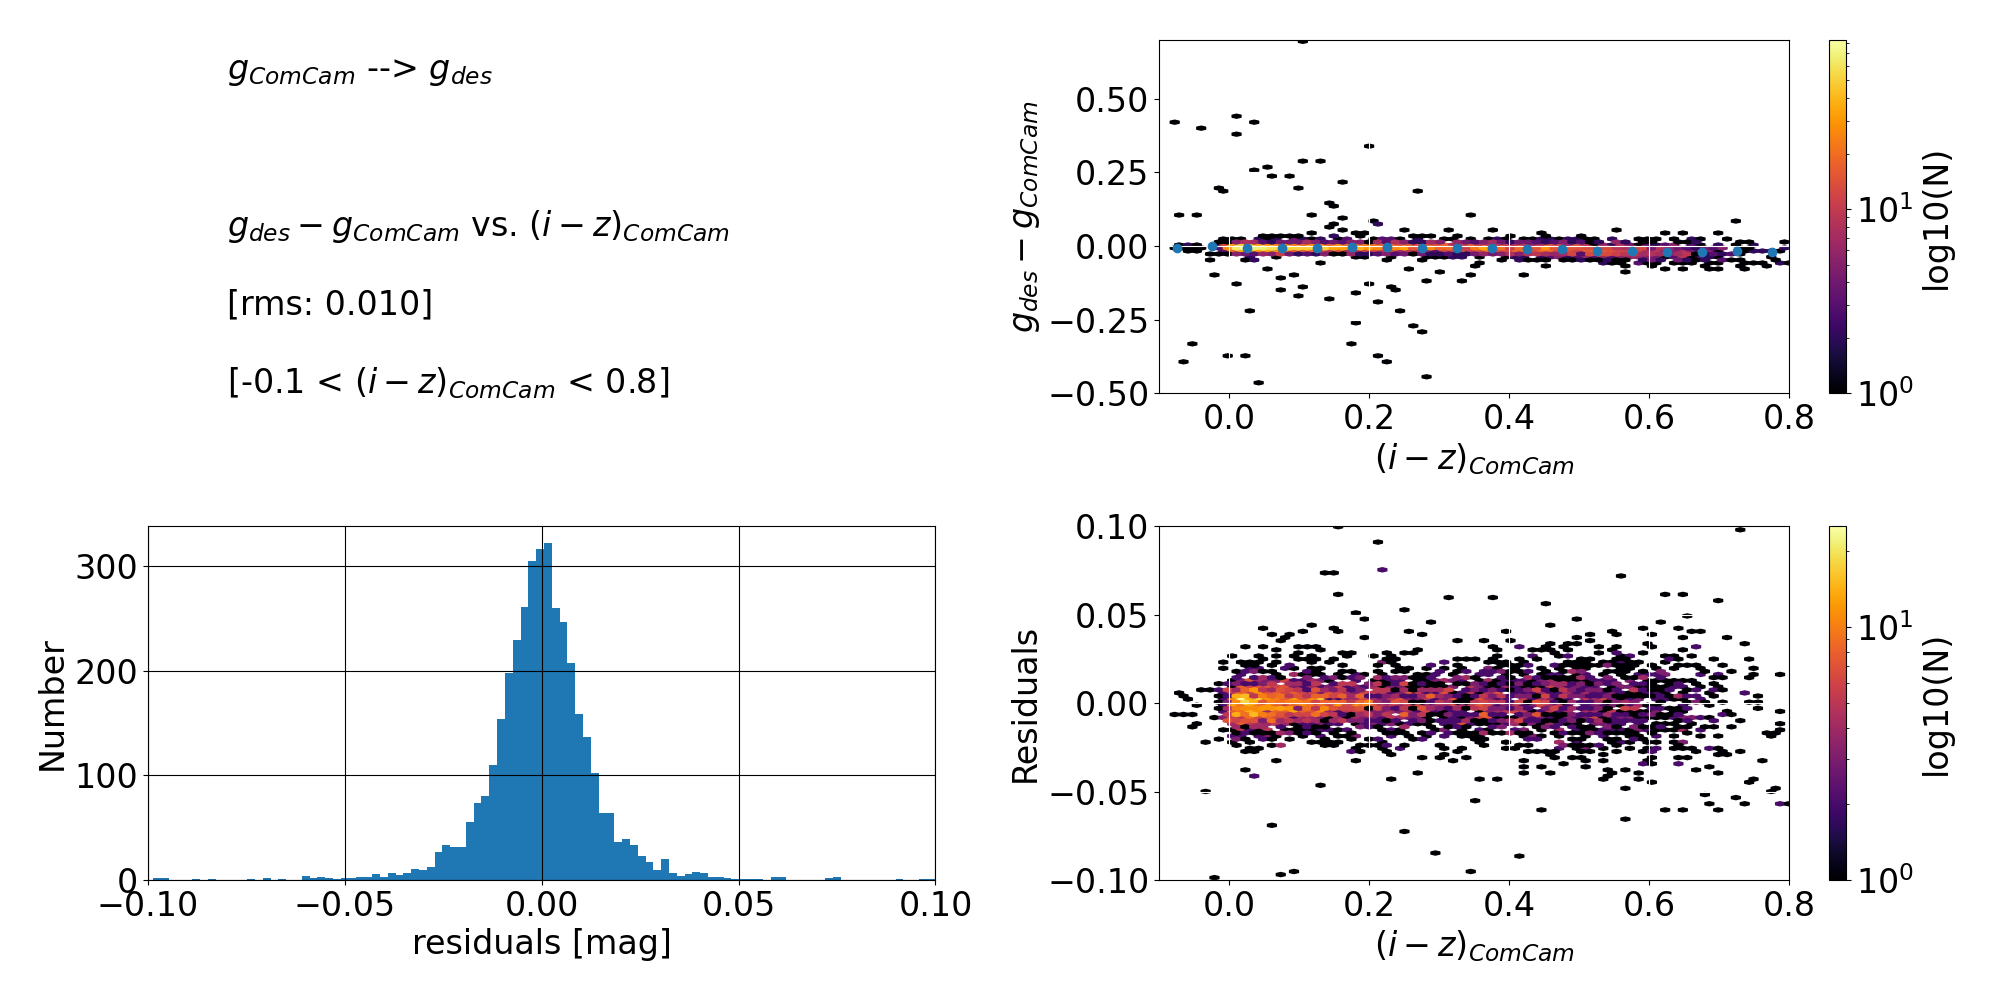 g_ComCam --> g_des
g_des − g_ComCam vs. (i − z)_ComCam
[rms: 0.010]
[-0.1 < (i − z)_ComCam < 0.8]
g_des − g_ComCam
0.50
0.25
0.00
−0.25
−0.50
0.0 0.2 0.4 0.6 0.8
(i − z)_ComCam
10^1
10^0
log10(N)
Number
300
200
100
0
−0.10 −0.05 0.00 0.05 0.10
residuals [mag]
Residuals
0.10
0.05
0.00
−0.05
−0.10
0.0 0.2 0.4 0.6 0.8
(i − z)_ComCam
10^1
10^0
log10(N)